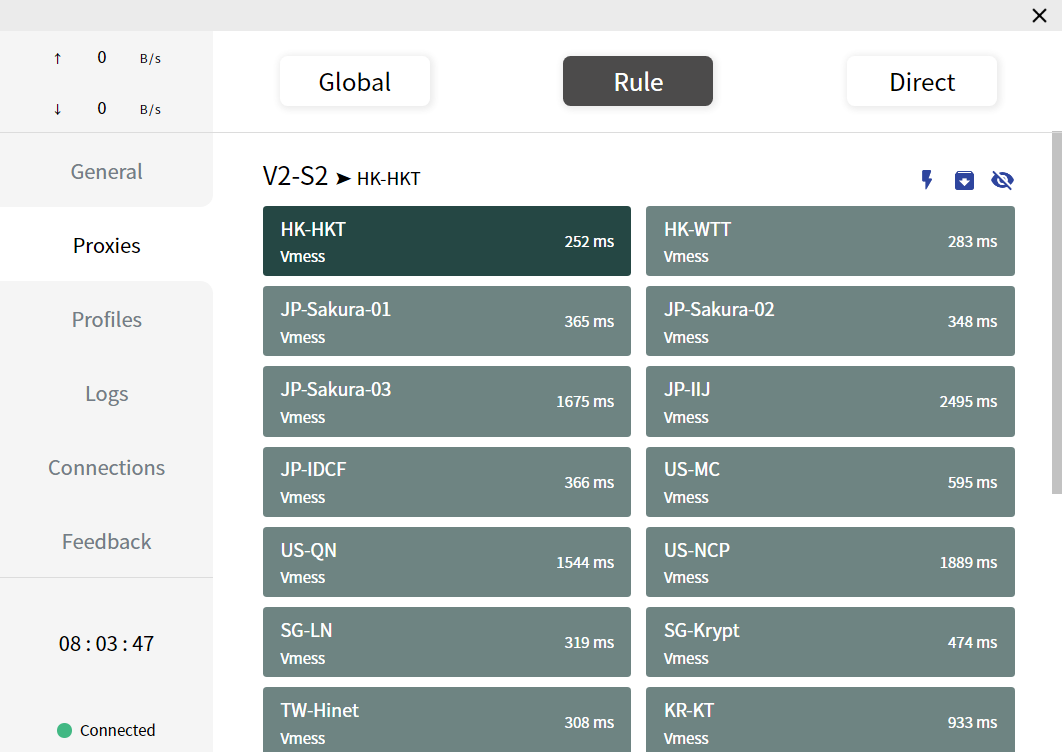 ↑ 0 B/s
↓ 0 B/s
General
Proxies
Profiles
Logs
Connections
Feedback
08 : 03 : 47
Connected
Global
Rule
Direct
V2-S2 ➤ HK-HKT
HK-HKT
Vmess
252 ms
HK-WTT
Vmess
283 ms
JP-Sakura-01
Vmess
365 ms
JP-Sakura-02
Vmess
348 ms
JP-Sakura-03
Vmess
1675 ms
JP-IIJ
Vmess
2495 ms
JP-IDCF
Vmess
366 ms
US-MC
Vmess
595 ms
US-QN
Vmess
1544 ms
US-NCP
Vmess
1889 ms
SG-LN
Vmess
319 ms
SG-Krypt
Vmess
474 ms
TW-Hinet
Vmess
308 ms
KR-KT
Vmess
933 ms